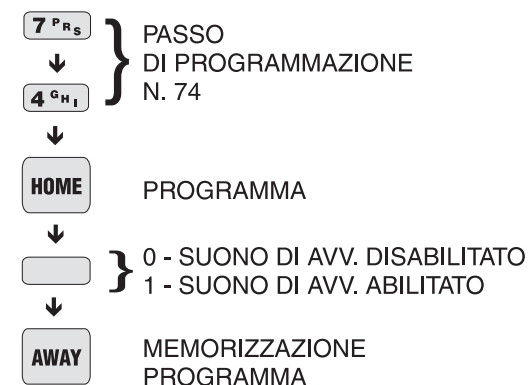 7 PRS
PASSO
DI PROGRAMMAZIONE
4 GHI
N. 74
HOME
PROGRAMMA
0 - SUONO DI AVV. DISABILITATO
1 - SUONO DI AVV. ABILITATO
AWAY
MEMORIZZAZIONE
PROGRAMMA